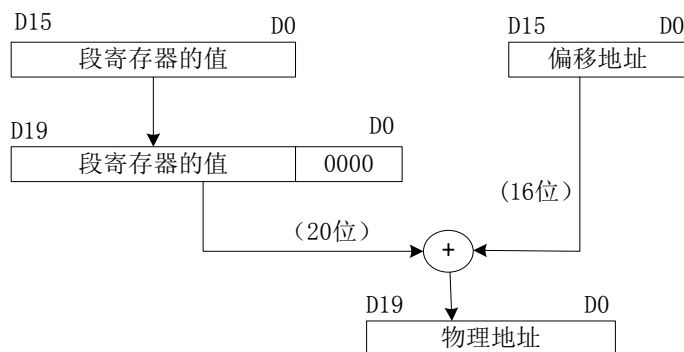 D15 D0 D15 D0
段寄存器的值 偏移地址
D19 D0
段寄存器的值 0000
(16位)
（20位）
+
D19 D0
物理地址